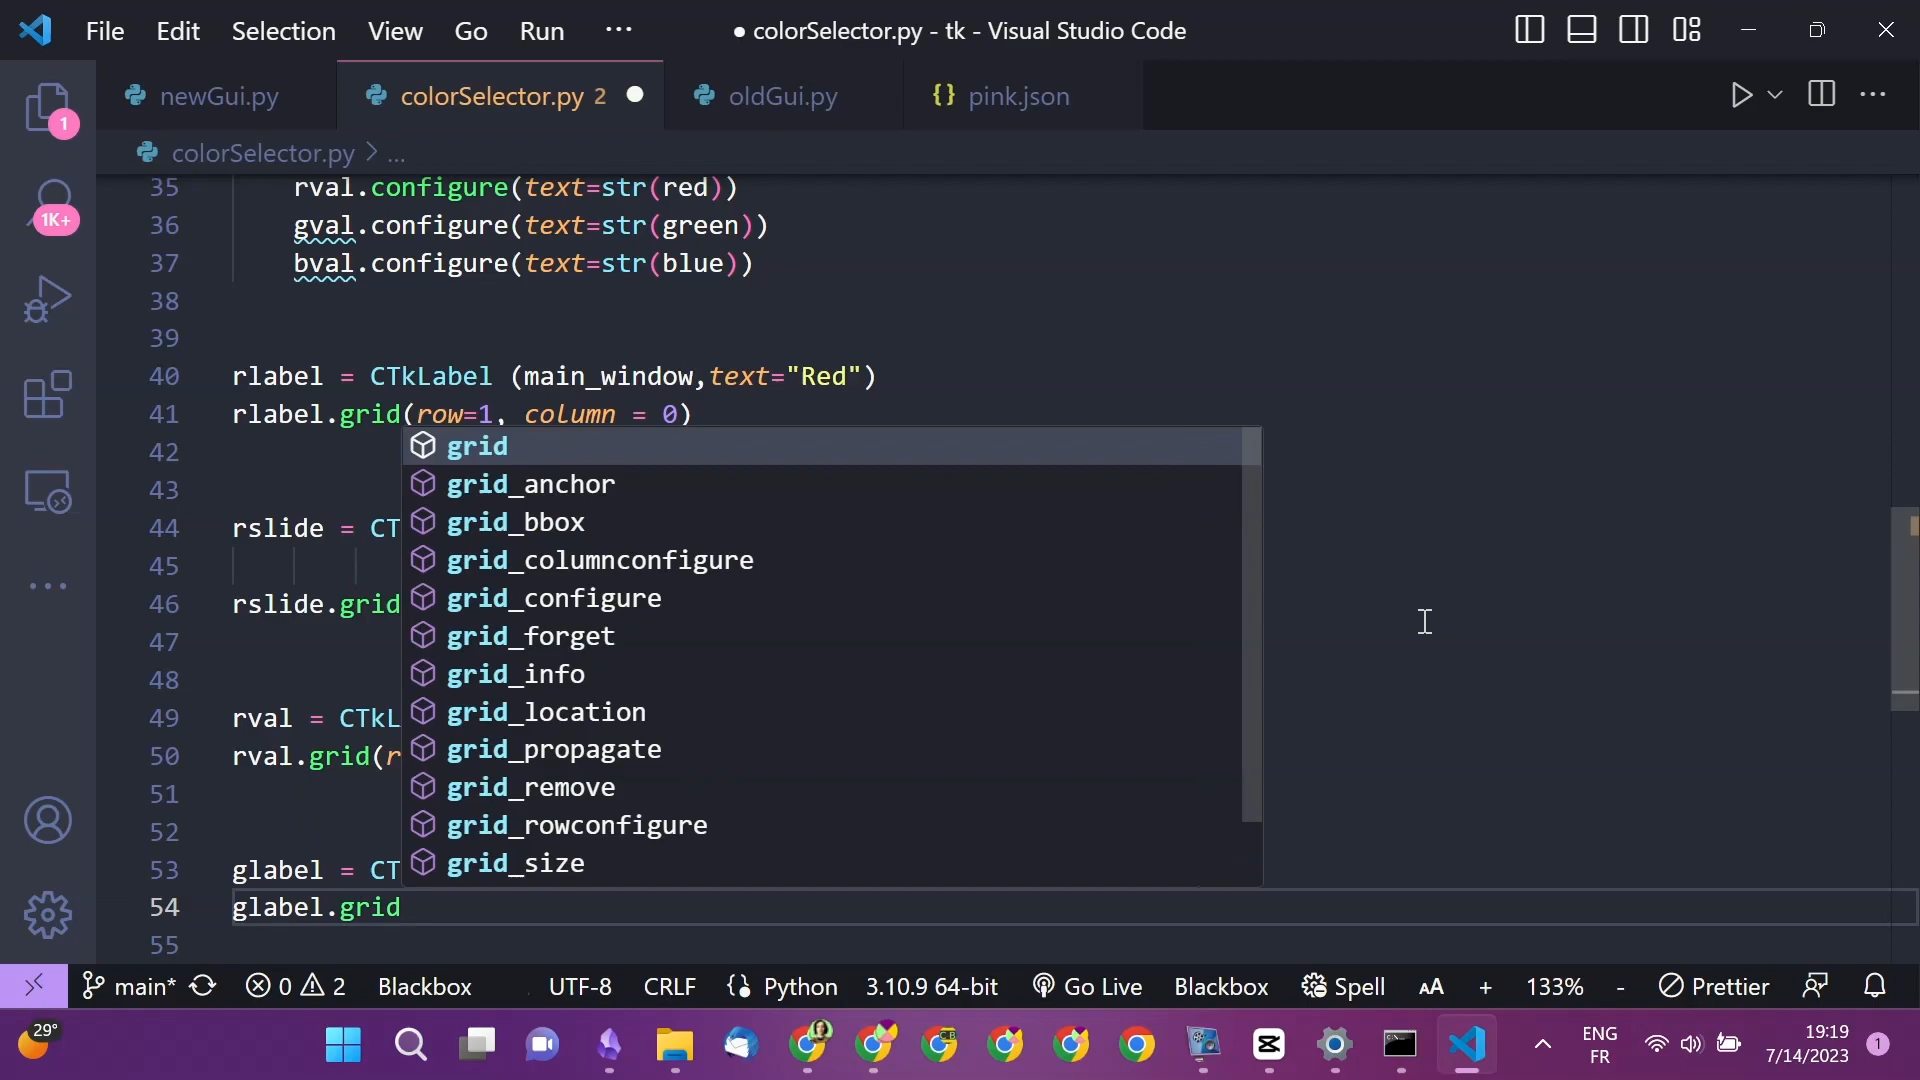 File Edit Selection View Go Run ··· ● colorSelector.py - tk - Visual Studio Code
newGui.py colorSelector.py 2 ● oldGui.py {} pink.json
1
colorSelector.py > ...
35 rval.configure(text=str(red))
1K+
36 gval.configure(text=str(green))
37 bval.configure(text=str(blue))
38
39
40 rlabel = CTkLabel (main_window,text="Red")
41 rlabel.grid(row=1, column = 0)
grid
42
grid_anchor
43
grid_bbox
44 rslide = CT
grid_columnconfigure
45
grid_configure
46 rslide.grid
grid_forget
47
grid_info
48
grid_location
49 rval = CTkL
grid_propagate
50 rval.grid(r
grid_remove
51
grid_rowconfigure
52
grid_size
53 glabel = CT
54 glabel.grid
55
main* 0 2 Blackbox UTF-8 CRLF Python 3.10.9 64-bit Go Live Blackbox Spell AA + 133% - Prettier
29° CB ENG FR 19:19 7/14/2023 1